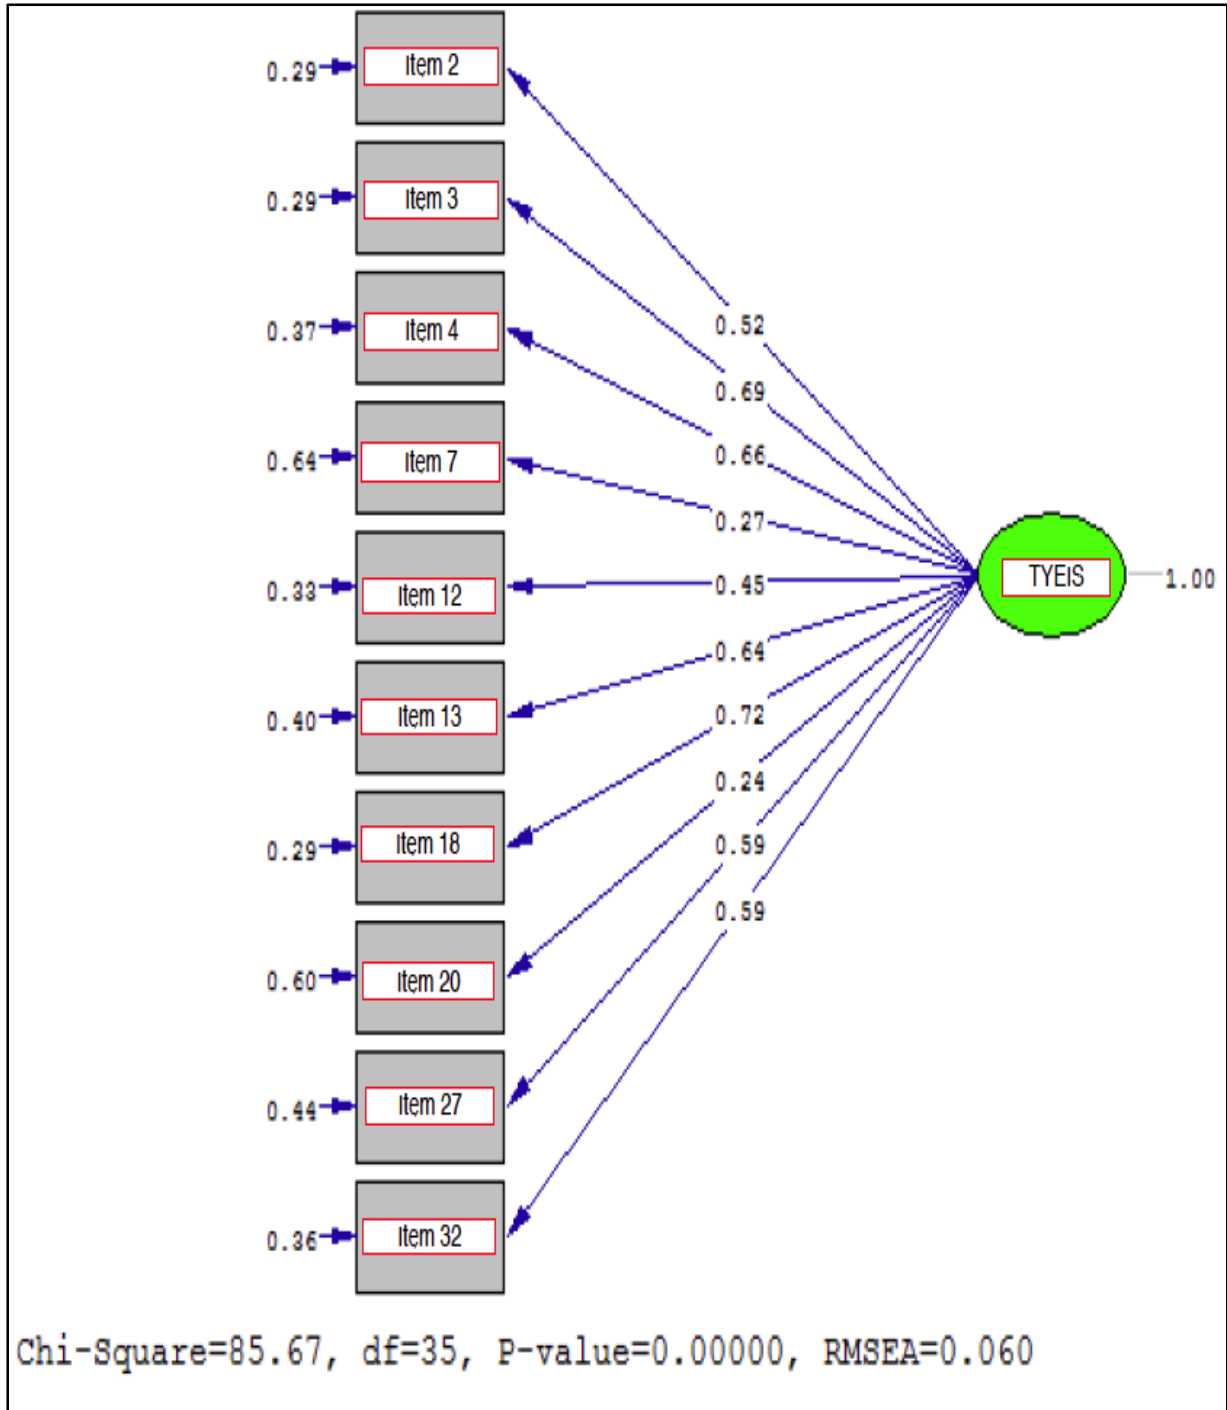 Item 2
0.29
Item 3
0.29
Item 4
0.37
Item 7
0.64
Item 12
0.33
Item 13
0.40
Item 18
0.29
Item 20
0.60
Item 27
0.44
Item 32
0.36
0.52
0.69
0.66
0.27
0.45
0.64
0.72
0.24
0.59
0.59
TYEIS
1.00
Chi-Square=85.67, df=35, P-value=0.00000, RMSEA=0.060